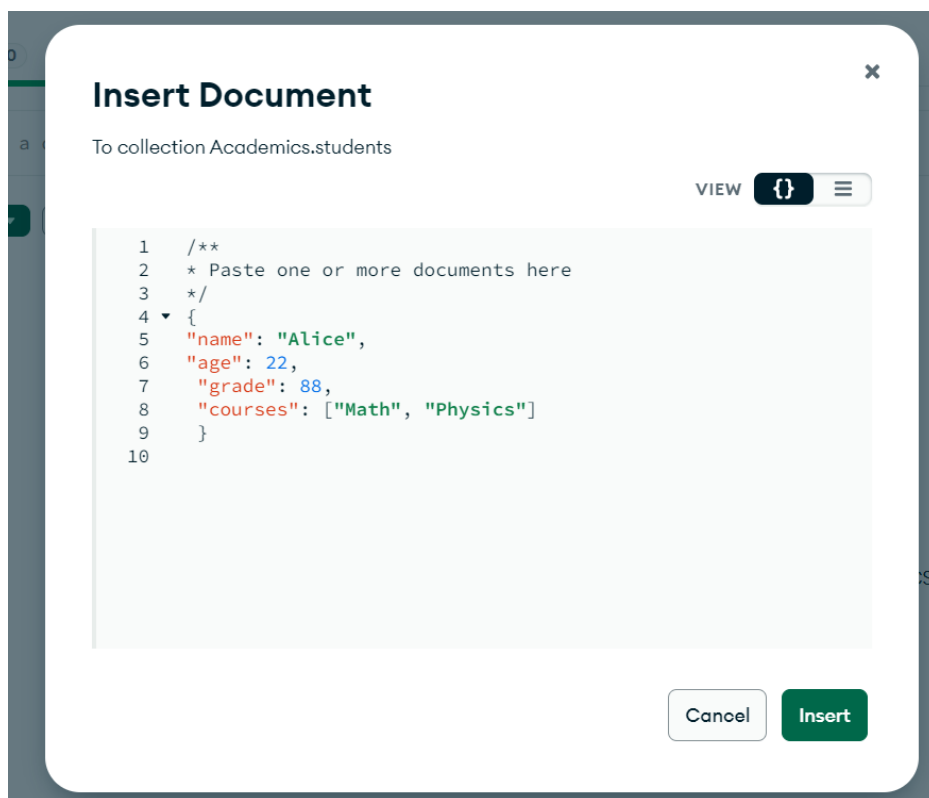 Insert Document
To collection Academics.students
VIEW {}
1 /**
2 * Paste one or more documents here
3 */
4 {
5 "name": "Alice",
6 "age": 22,
7 "grade": 88,
8 "courses": ["Math", "Physics"]
9 }
10
Cancel Insert